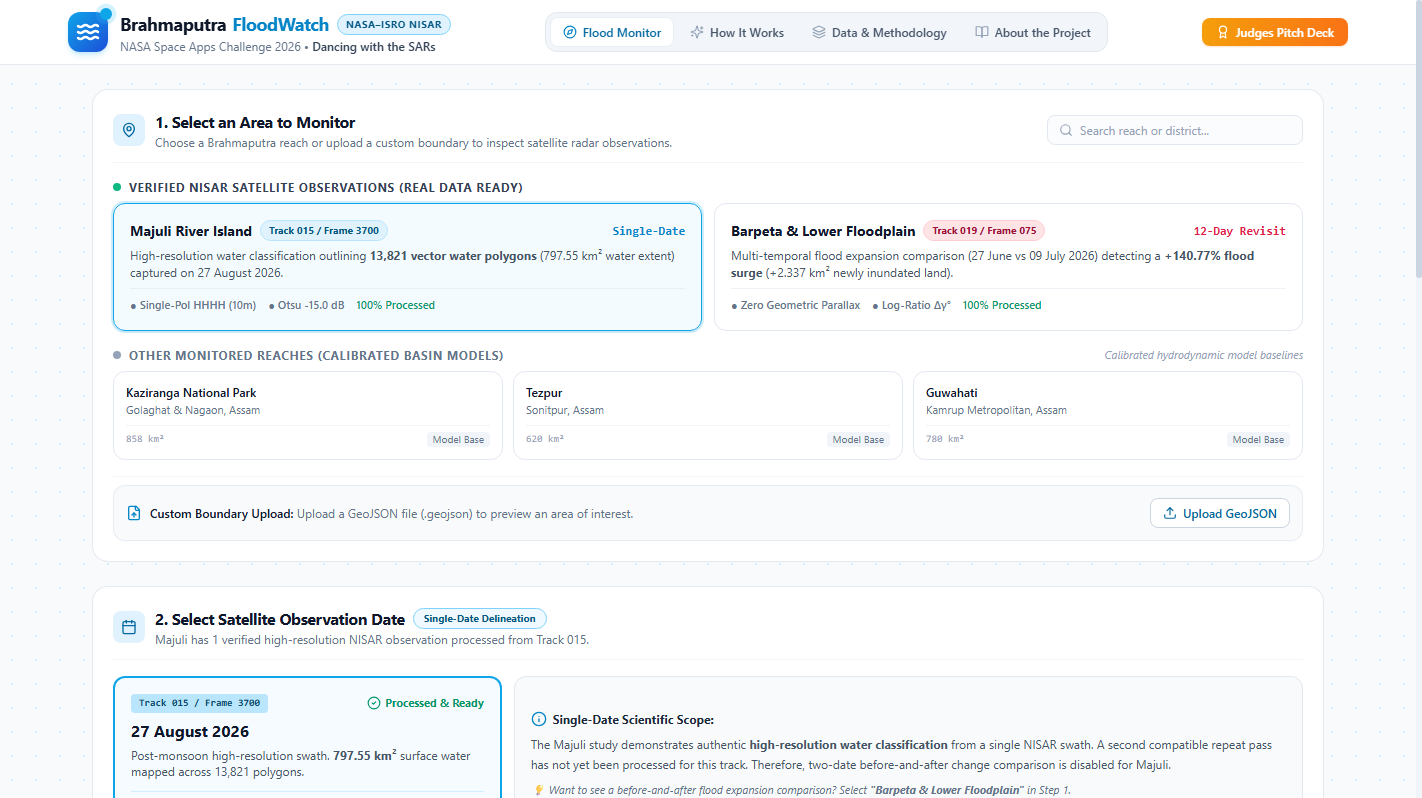 Brahmaputra FloodWatch NASA–ISRO NISAR
NASA Space Apps Challenge 2026 • Dancing with the SARs
Flood Monitor
How It Works
Data & Methodology
About the Project
Judges Pitch Deck
1. Select an Area to Monitor
Choose a Brahmaputra reach or upload a custom boundary to inspect satellite radar observations.
Search reach or district...
VERIFIED NISAR SATELLITE OBSERVATIONS (REAL DATA READY)
Majuli River Island Track 015 / Frame 3700 Single-Date
High-resolution water classification outlining 13,821 vector water polygons (797.55 km² water extent)
captured on 27 August 2026.
● Single-Pol HHHH (10m) ● Otsu -15.0 dB 100% Processed
Barpeta & Lower Floodplain Track 019 / Frame 075 12-Day Revisit
Multi-temporal flood expansion comparison (27 June vs 09 July 2026) detecting a +140.77% flood
surge (+2.337 km² newly inundated land).
● Zero Geometric Parallax ● Log-Ratio Δγ° 100% Processed
OTHER MONITORED REACHES (CALIBRATED BASIN MODELS)
Calibrated hydrodynamic model baselines
Kaziranga National Park
Golaghat & Nagaon, Assam
858 km² Model Base
Tezpur
Sonitpur, Assam
620 km² Model Base
Guwahati
Kamrup Metropolitan, Assam
780 km² Model Base
Custom Boundary Upload: Upload a GeoJSON file (.geojson) to preview an area of interest.
Upload GeoJSON
2. Select Satellite Observation Date Single-Date Delineation
Majuli has 1 verified high-resolution NISAR observation processed from Track 015.
Track 015 / Frame 3700 Processed & Ready
27 August 2026
Post-monsoon high-resolution swath. 797.55 km² surface water
mapped across 13,821 polygons.
Single-Date Scientific Scope:
The Majuli study demonstrates authentic high-resolution water classification from a single NISAR swath. A second compatible repeat pass
has not yet been processed for this track. Therefore, two-date before-and-after change comparison is disabled for Majuli.
💡 Want to see a before-and-after flood expansion comparison? Select "Barpeta & Lower Floodplain" in Step 1.